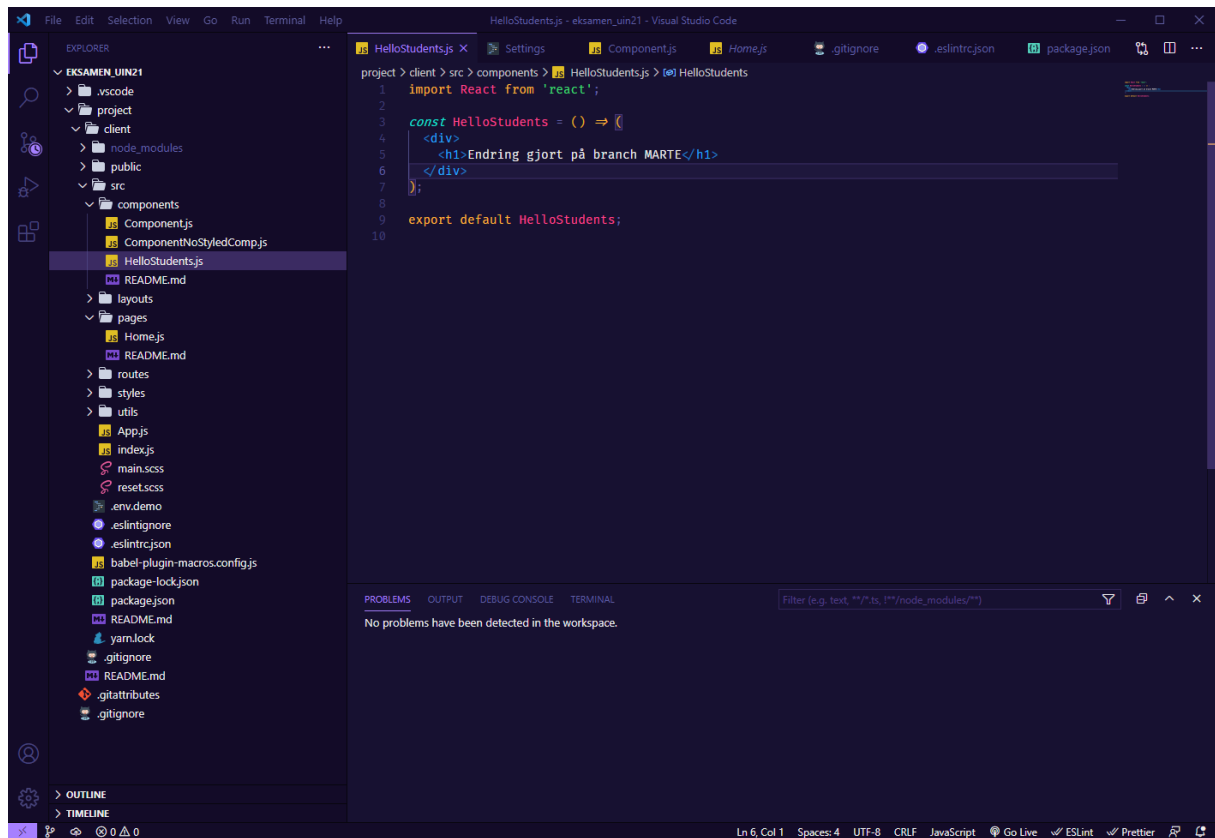 File Edit Selection View Go Run Terminal Help
HelloStudents.js - eksamen_uin21 - Visual Studio Code
EXPLORER
EKSAMEN_UIN21
.vscode
project
client
node_modules
public
src
components
Component.js
ComponentNoStyledComp.js
HelloStudents.js
README.md
layouts
pages
Home.js
README.md
routes
styles
utils
App.js
index.js
main.scss
reset.scss
.env.demo
.eslintignore
.eslintrc.json
babel-plugin-macros.config.js
package-lock.json
package.json
README.md
yarn.lock
.gitignore
README.md
.gitattributes
.gitignore
OUTLINE
TIMELINE
HelloStudents.js Settings Component.js Home.js .gitignore .eslintrc.json package.json
project > client > src > components > HelloStudents.js > HelloStudents
1 import React from 'react';
2
3 const HelloStudents = () => (
4 <div>
5 <h1>Endring gjort på branch MARTE</h1>
6 </div>
7 );
8
9 export default HelloStudents;
10
PROBLEMS OUTPUT DEBUG CONSOLE TERMINAL
Filter (e.g. text, **/*.ts, !**/node_modules/**)
No problems have been detected in the workspace.
0 0
Ln 6, Col 1 Spaces: 4 UTF-8 CRLF JavaScript Go Live ESLint Prettier